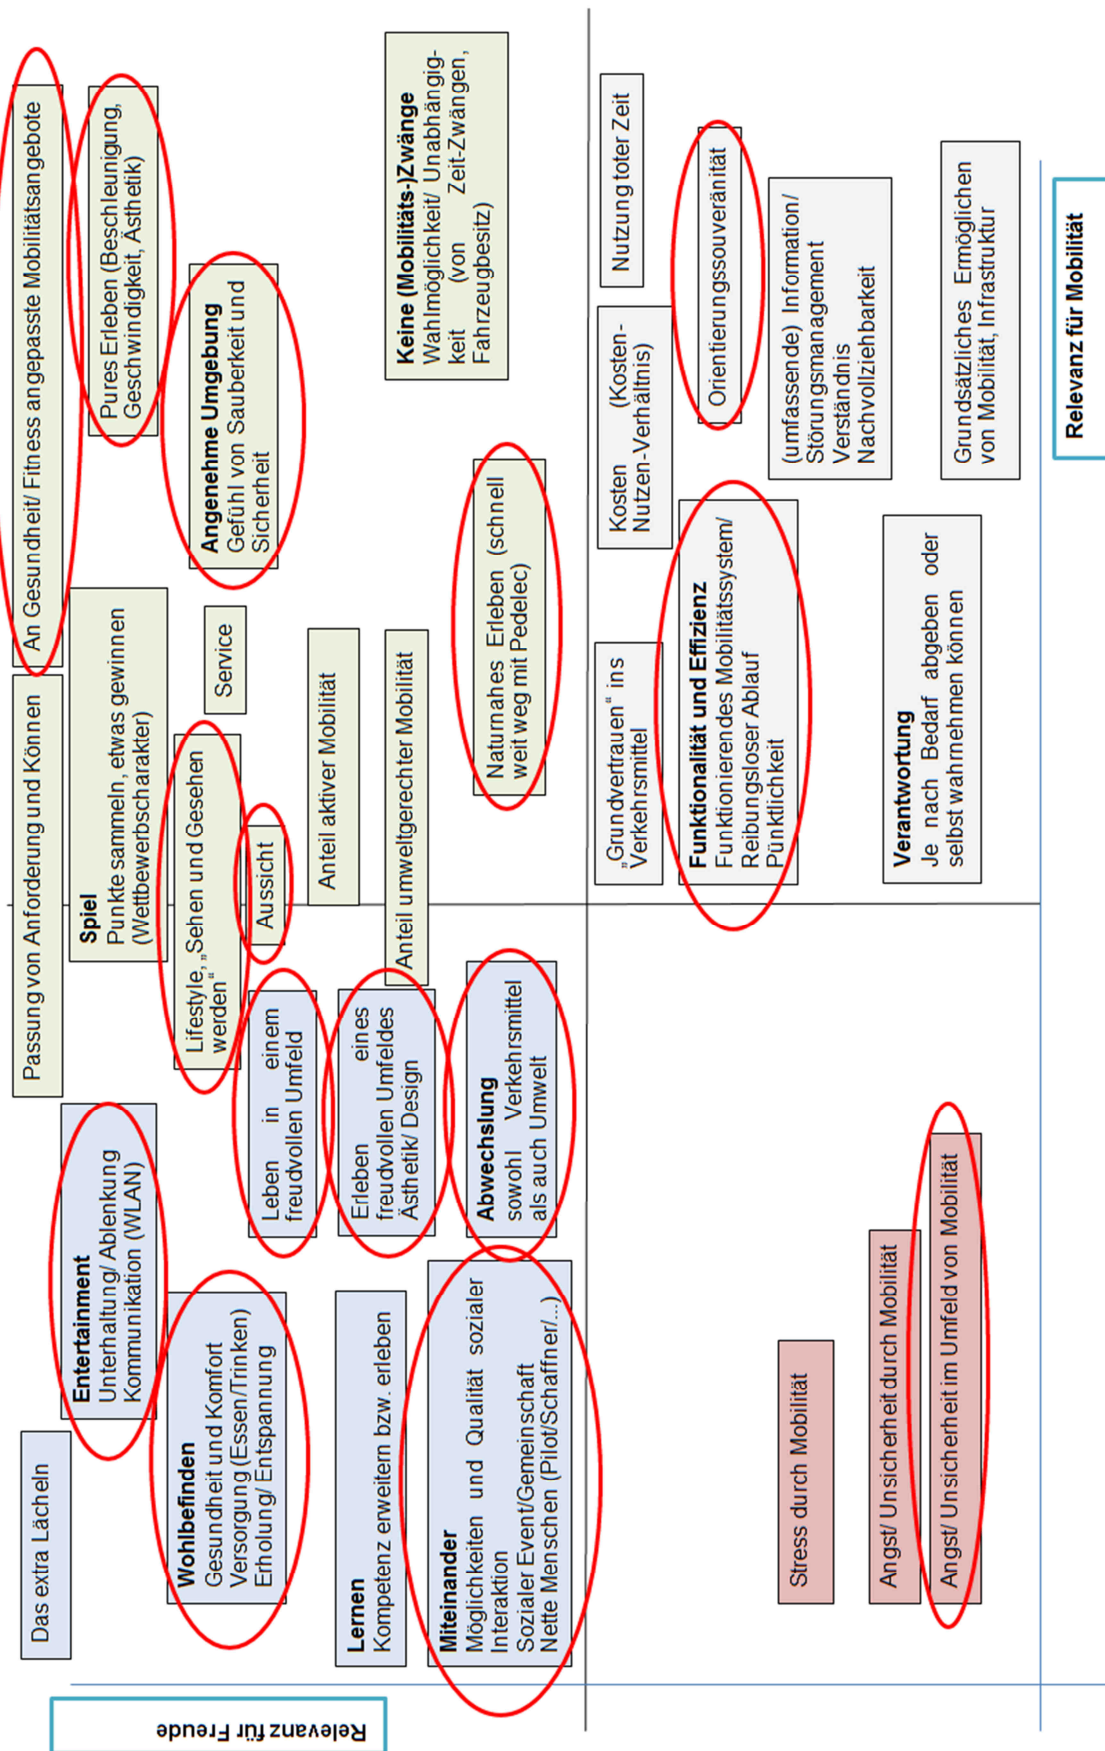 Relevanz für Freude
Das extra Lächeln
Entertainment
Unterhaltung/ Ablenkung
Kommunikation (WLAN)
Wohlbefinden
Gesundheit und Komfort
Versorgung (Essen/Trinken)
Erholung/ Entspannung
Lernen
Kompetenz erweitern bzw. erleben
Miteinander
Möglichkeiten und Qualität sozialer
Interaktion
Sozialer Event/Gemeinschaft
Nette Menschen (Pilot/Schaffner/...)
Leben in einem
freudvollen Umfeld
Erleben eines
freudvollen Umfeldes
Ästhetik/ Design
Abwechslung
sowohl Verkehrsmittel
als auch Umwelt
Passung von Anforderung und Können
An Gesundheit/ Fitness angepasste Mobilitätsangebote
Spiel
Punkte sammeln, etwas gewinnen
(Wettbewerbscharakter)
Pures Erleben (Beschleunigung,
Geschwindigkeit, Ästhetik)
Lifestyle, „Sehen und Gesehen
werden“
Service
Angenehme Umgebung
Gefühl von Sauberkeit und
Sicherheit
Aussicht
Anteil aktiver Mobilität
Anteil umweltgerechter Mobilität
Keine (Mobilitäts-)Zwänge
Wahlmöglichkeit/ Unabhängig-
keit (von Zeit-Zwängen,
Fahrzeugbesitz)
Naturnahes Erleben (schnell
weit weg mit Pedelec)
Stress durch Mobilität
Angst/ Unsicherheit durch Mobilität
Angst/ Unsicherheit im Umfeld von Mobilität
„Grundvertrauen“ ins
Verkehrsmittel
Kosten (Kosten-
Nutzen-Verhältnis)
Nutzung toter Zeit
Funktionalität und Effizienz
Funktionierendes Mobilitätssystem/
Reibungsloser Ablauf
Pünktlichkeit
Orientierungssouveränität
(umfassende) Information/
Störungsmanagement
Verständnis
Nachvollziehbarkeit
Verantwortung
Je nach Bedarf abgeben oder
selbst wahrnehmen können
Grundsätzliches Ermöglichen
von Mobilität, Infrastruktur
Relevanz für Mobilität